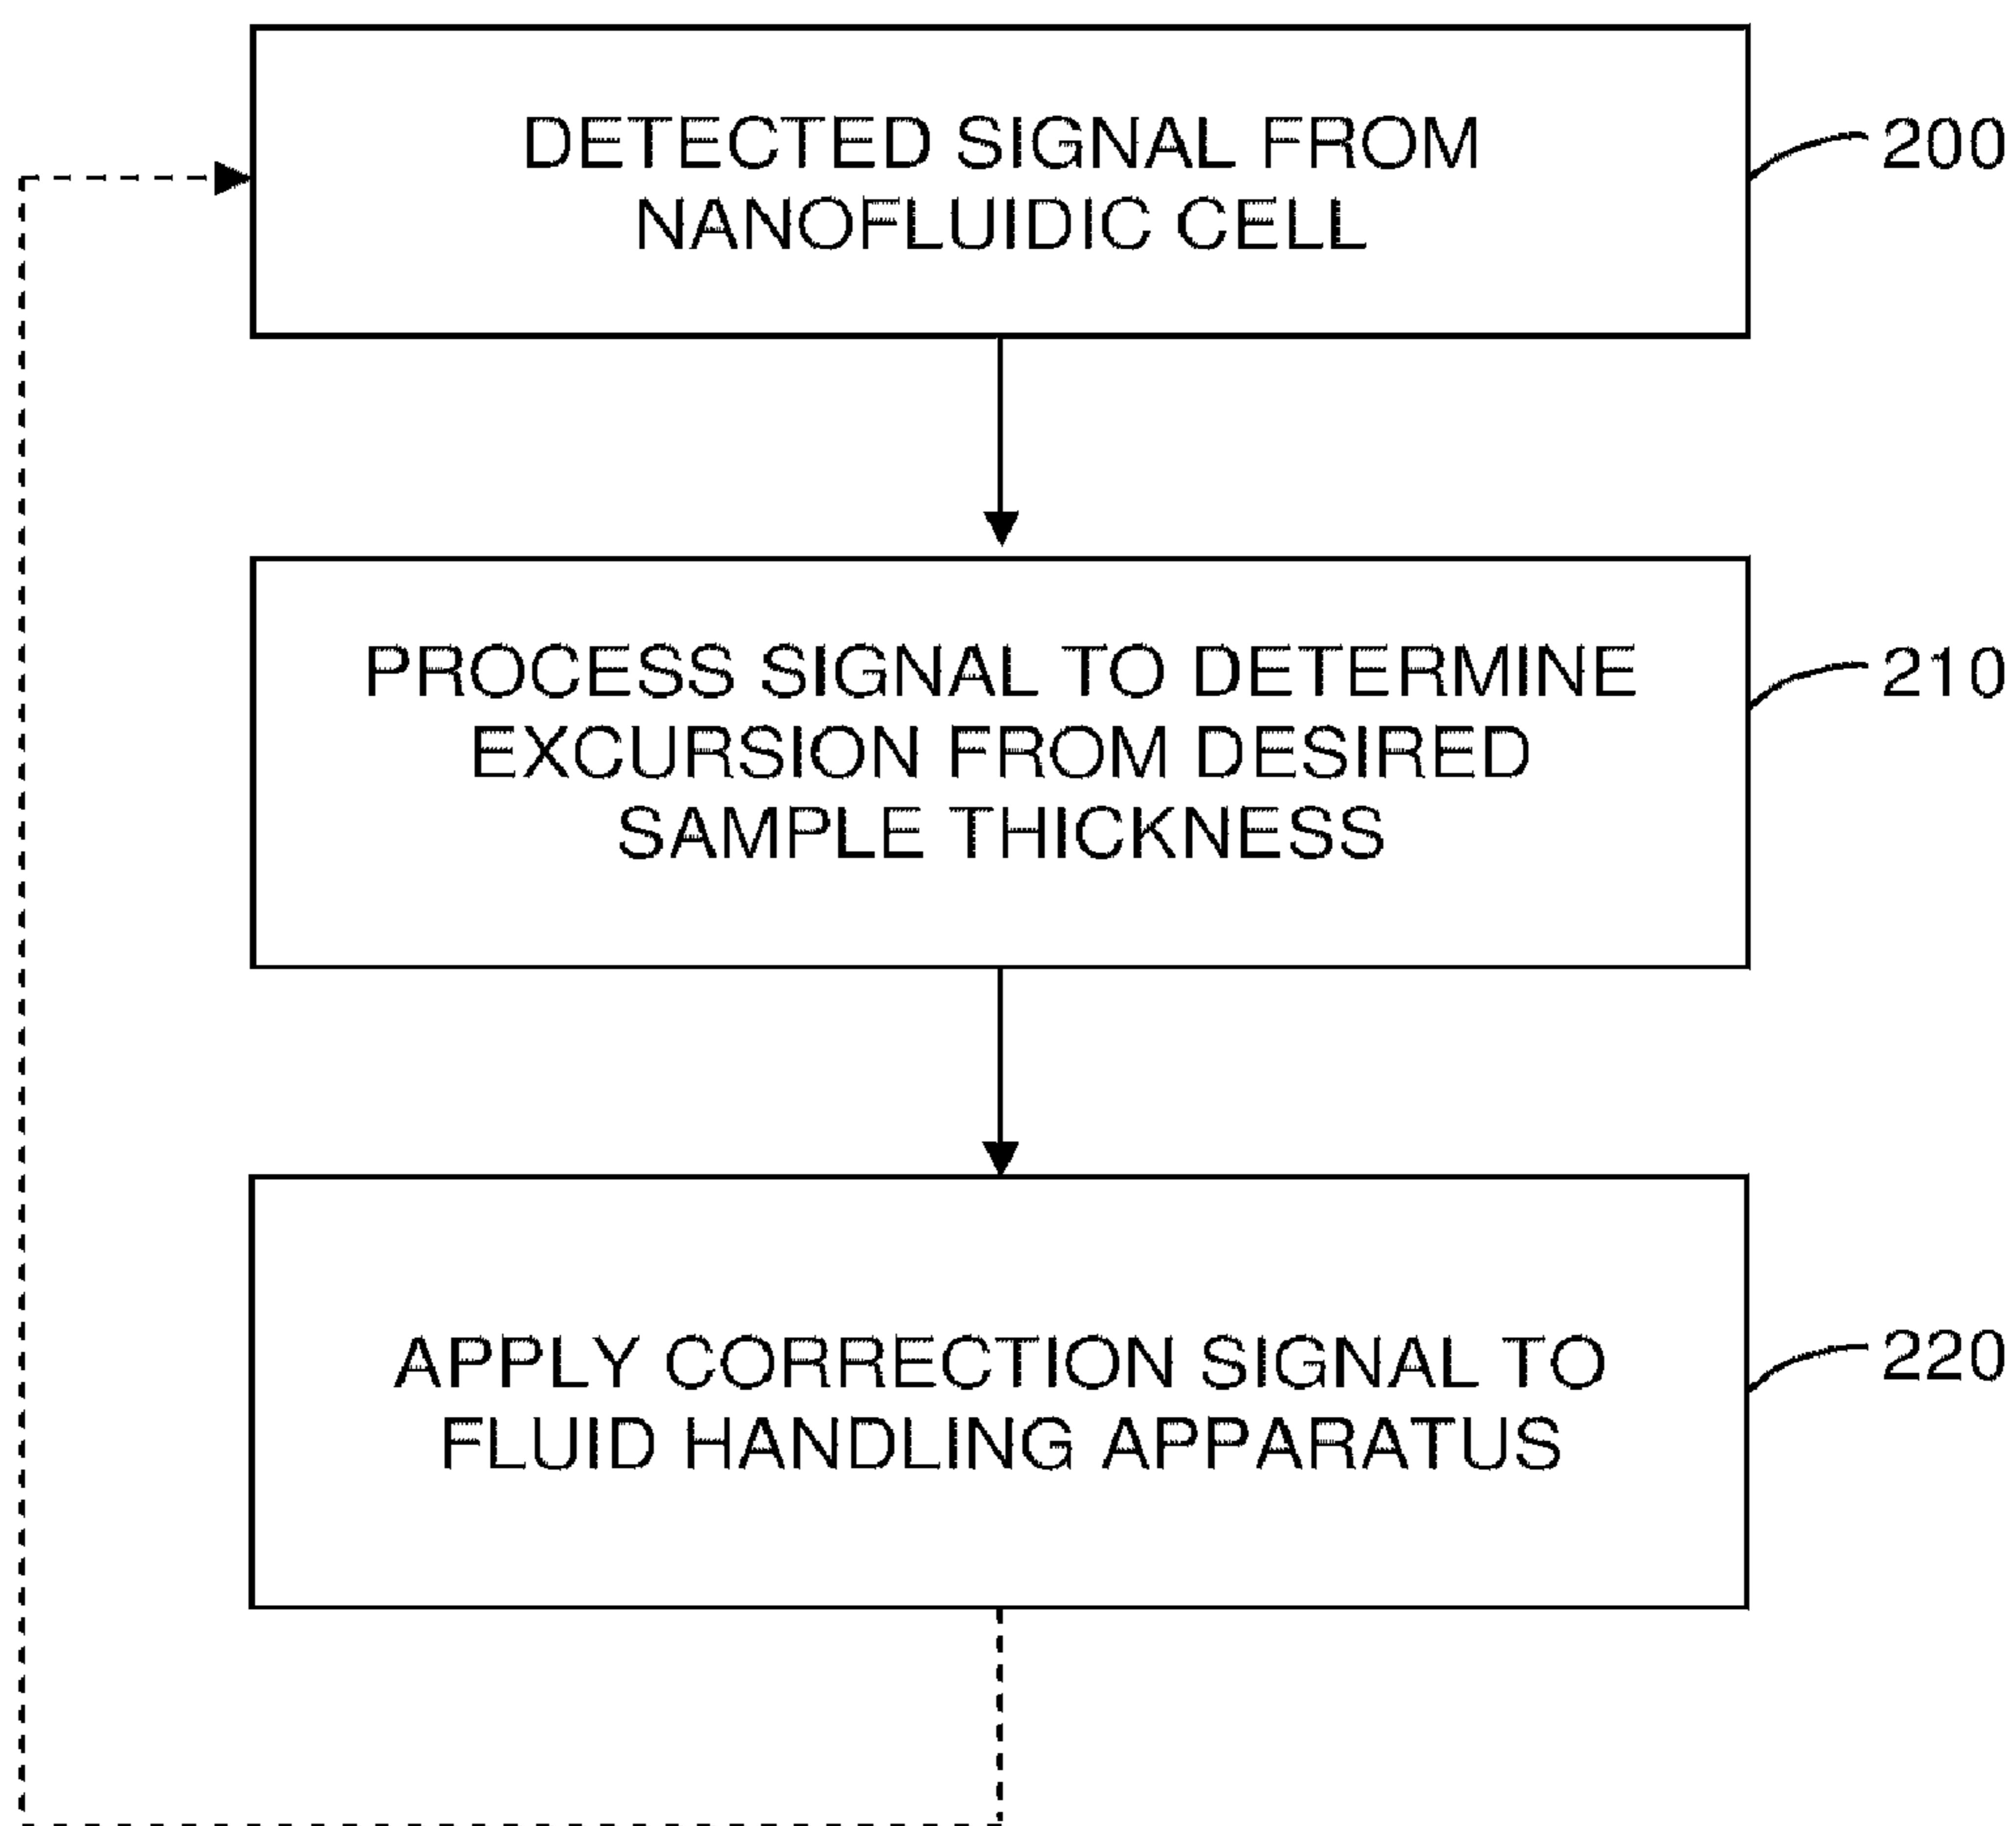 DETECTED SIGNAL FROM
NANOFLUIDIC CELL
200
PROCESS SIGNAL TO DETERMINE
EXCURSION FROM DESIRED
SAMPLE THICKNESS
210
APPLY CORRECTION SIGNAL TO
FLUID HANDLING APPARATUS
220